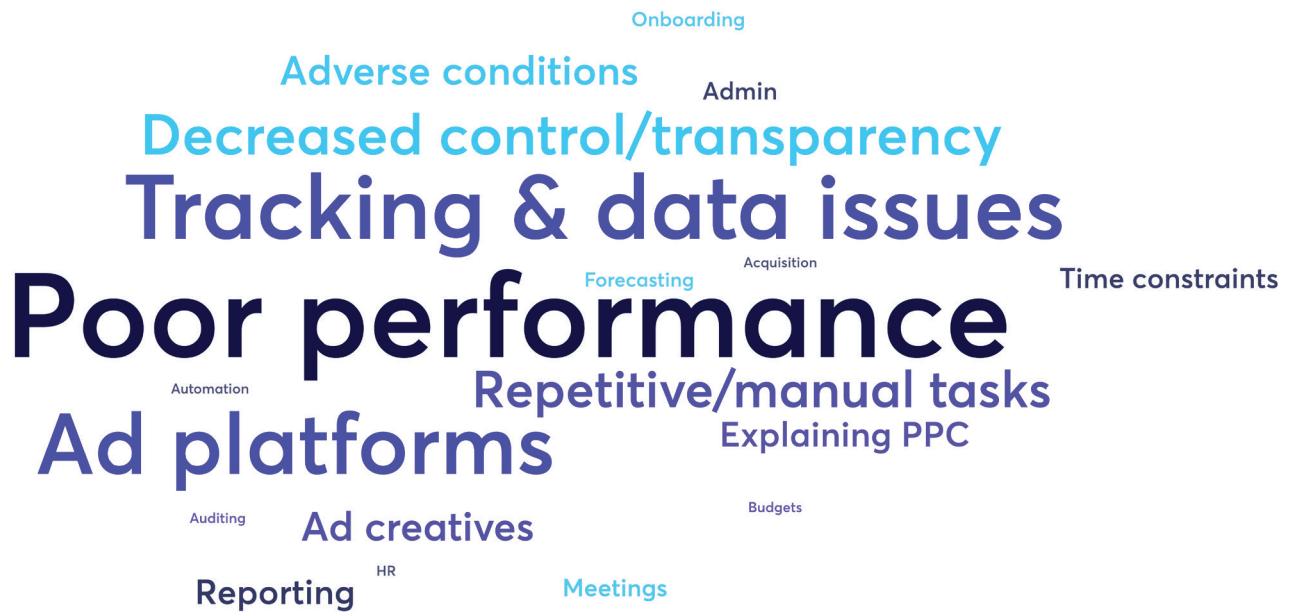 Onboarding
Adverse conditions
Admin
Decreased control/transparency
Tracking & data issues
Acquisition
Forecasting
Time constraints
Poor performance
Automation
Repetitive/manual tasks
Explaining PPC
Ad platforms
Budgets
Auditing
Ad creatives
HR
Reporting
Meetings